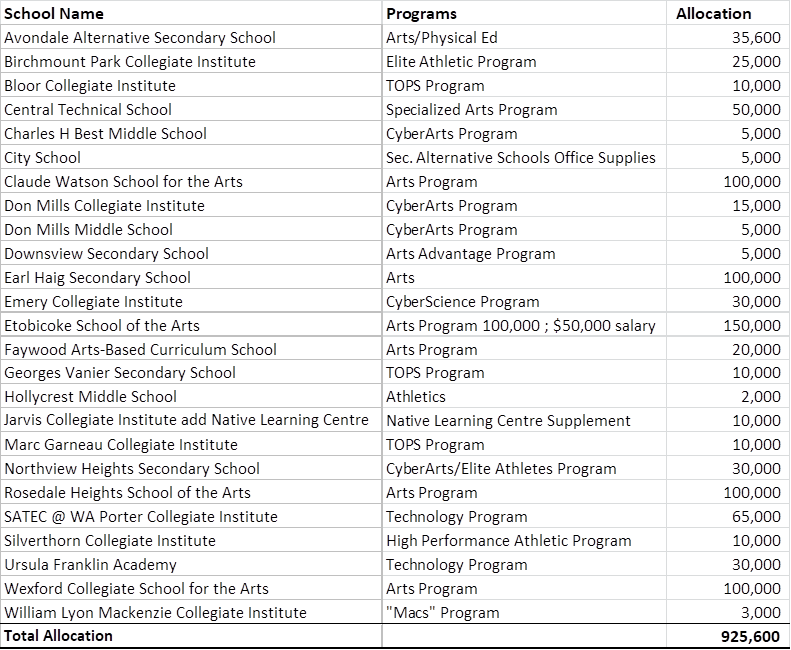 School Name Programs Allocation
Avondale Alternative Secondary School Arts/Physical Ed 35,600
Birchmount Park Collegiate Institute Elite Athletic Program 25,000
Bloor Collegiate Institute TOPS Program 10,000
Central Technical School Specialized Arts Program 50,000
Charles H Best Middle School CyberArts Program 5,000
City School Sec. Alternative Schools Office Supplies 5,000
Claude Watson School for the Arts Arts Program 100,000
Don Mills Collegiate Institute CyberArts Program 15,000
Don Mills Middle School CyberArts Program 5,000
Downsview Secondary School Arts Advantage Program 5,000
Earl Haig Secondary School Arts 100,000
Emery Collegiate Institute CyberScience Program 30,000
Etobicoke School of the Arts Arts Program 100,000 ; $50,000 salary 150,000
Faywood Arts-Based Curriculum School Arts Program 20,000
Georges Vanier Secondary School TOPS Program 10,000
Hollycrest Middle School Athletics 2,000
Jarvis Collegiate Institute add Native Learning Centre Native Learning Centre Supplement 10,000
Marc Garneau Collegiate Institute TOPS Program 10,000
Northview Heights Secondary School CyberArts/Elite Athletes Program 30,000
Rosedale Heights School of the Arts Arts Program 100,000
SATEC @ WA Porter Collegiate Institute Technology Program 65,000
Silverthorn Collegiate Institute High Performance Athletic Program 10,000
Ursula Franklin Academy Technology Program 30,000
Wexford Collegiate School for the Arts Arts Program 100,000
William Lyon Mackenzie Collegiate Institute "Macs" Program 3,000
Total Allocation 925,600